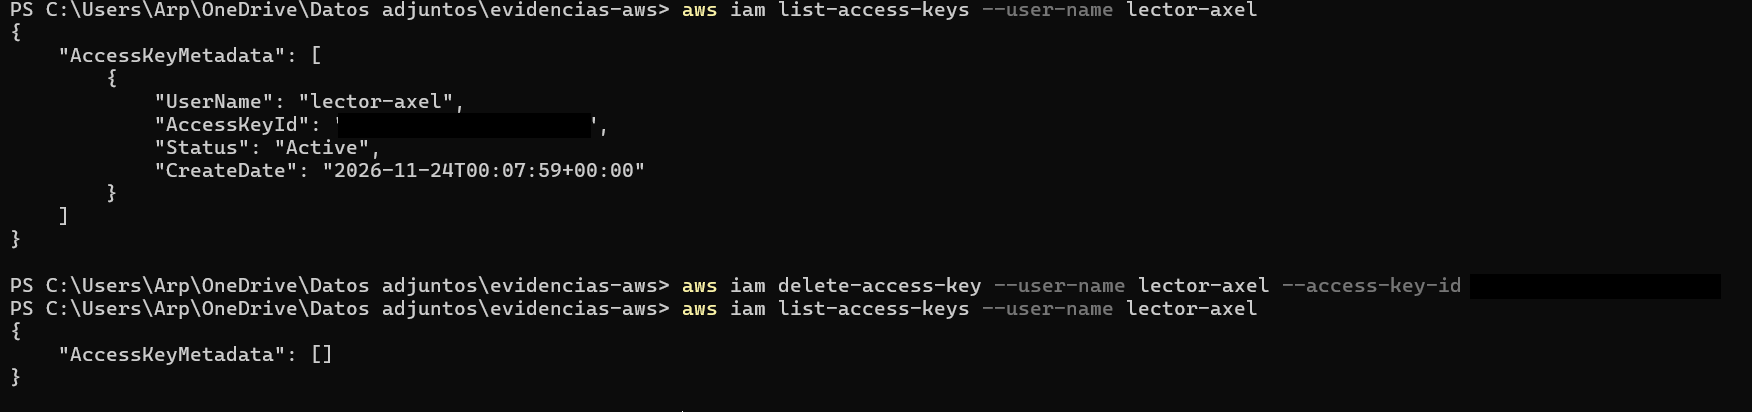 PS C:\Users\Arp\OneDrive\Datos adjuntos\evidencias-aws> aws iam list-access-keys --user-name lector-axel
{
    "AccessKeyMetadata": [
        {
            "UserName": "lector-axel",
            "AccessKeyId": "                    ",
            "Status": "Active",
            "CreateDate": "2026-11-24T00:07:59+00:00"
        }
    ]
}
PS C:\Users\Arp\OneDrive\Datos adjuntos\evidencias-aws> aws iam delete-access-key --user-name lector-axel --access-key-id
PS C:\Users\Arp\OneDrive\Datos adjuntos\evidencias-aws> aws iam list-access-keys --user-name lector-axel
{
    "AccessKeyMetadata": []
}